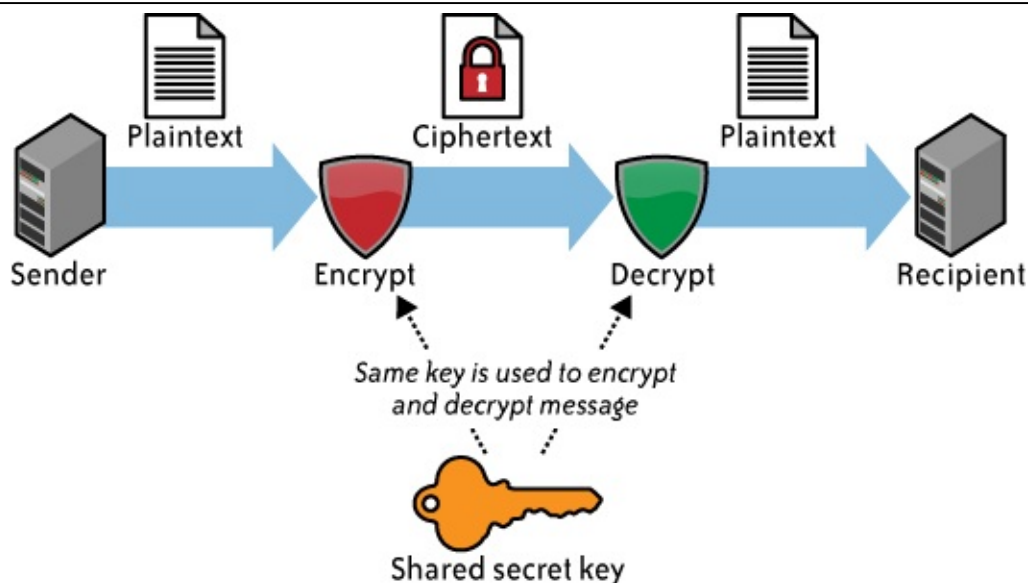 Plaintext
Ciphertext
Plaintext
Sender
Encrypt
Decrypt
Recipient
Same key is used to encrypt
and decrypt message
Shared secret key